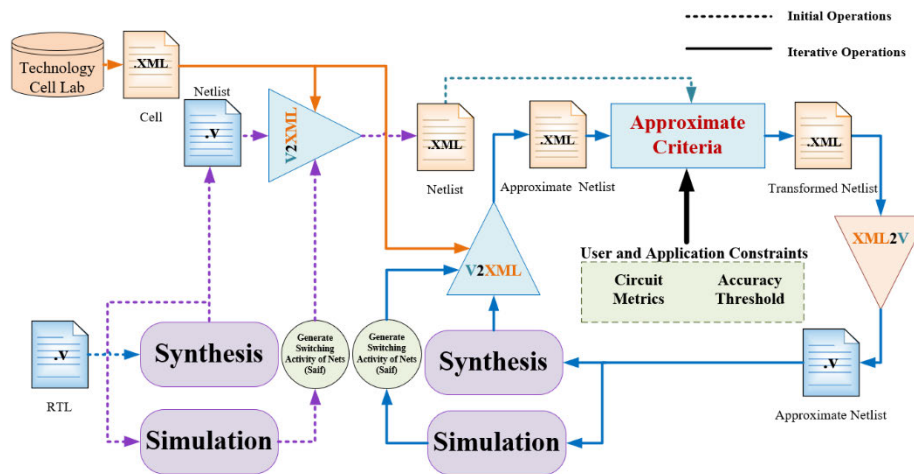 Initial Operations
Iterative Operations
Technology
Cell Lab
.XML
Cell
Netlist
.v
V2XML
.XML
Netlist
.XML
Approximate Netlist
Approximate
Criteria
.XML
Transformed Netlist
XML2V
User and Application Constraints
Circuit
Metrics
Accuracy
Threshold
V2XML
.v
RTL
Synthesis
Simulation
Generate
Switching
Activity of Nets
(Saif)
Generate
Switching
Activity of Nets
(Saif)
Synthesis
Simulation
.v
Approximate Netlist